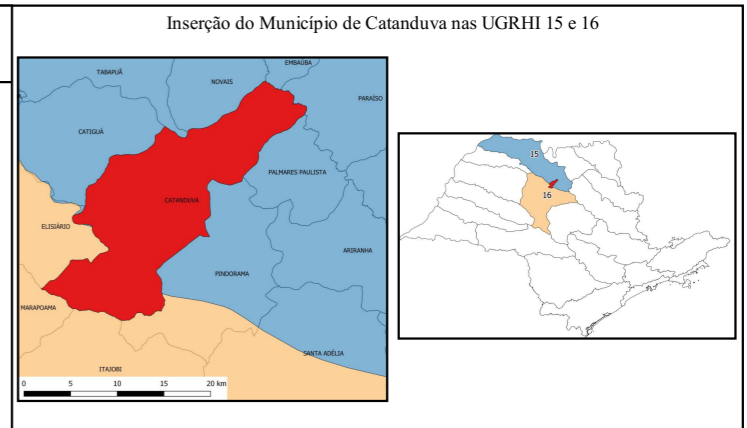 Inserção do Município de Catanduva nas UGRHI 15 e 16
EMBAÚBA
TABAPUÃ
NOVAIS
PARAÍSO
CATIGUÁ
PALMARES PAULISTA
CATANDUVA
ELISIÁRIO
ARIRANHA
PINDORAMA
MARAPOAMA
SANTA ADÉLIA
ITAJOBI
0 5 10 15 20 km
15
16